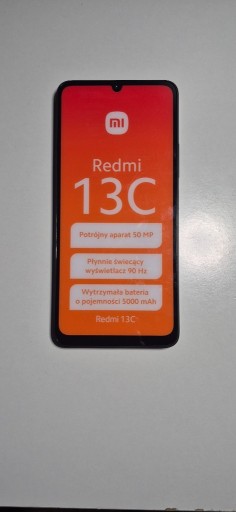 mi
Redmi
13C
Potrójny aparat 50 MP
Płynnie świecący
wyświetlacz 90 Hz
Wytrzymała bateria
o pojemności 5000 mAh
Redmi 13C